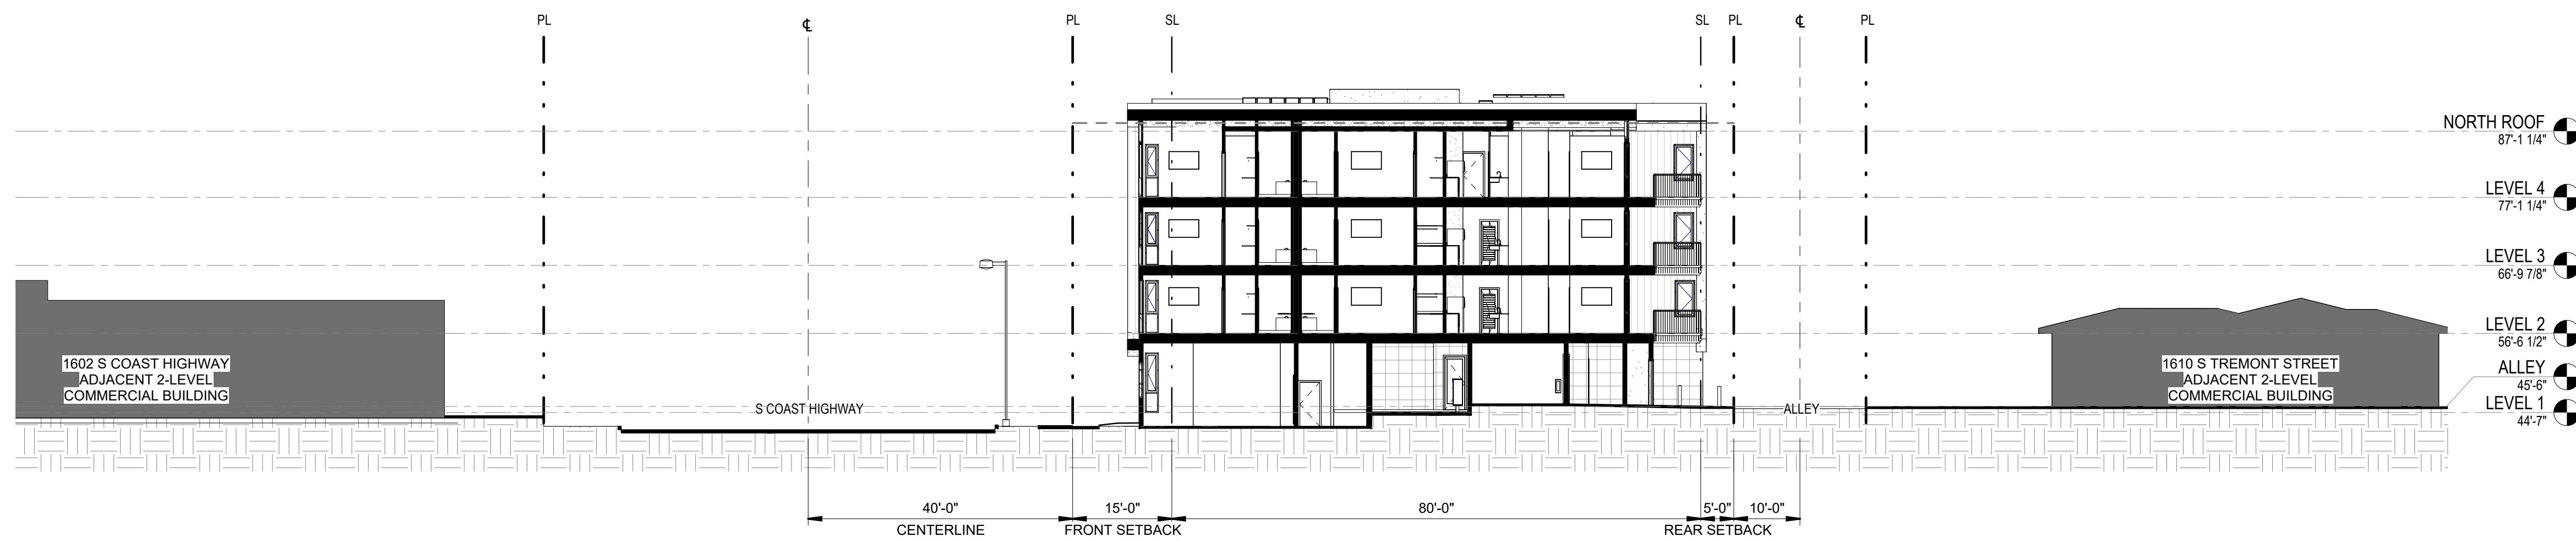 PL
℄
PL
SL
SL
PL
℄
PL
NORTH ROOF
87'-1 1/4"
LEVEL 4
77'-1 1/4"
LEVEL 3
66'-9 7/8"
LEVEL 2
56'-6 1/2"
ALLEY
45'-6"
LEVEL 1
44'-7"
1602 S COAST HIGHWAY
ADJACENT 2-LEVEL
COMMERCIAL BUILDING
S COAST HIGHWAY
ALLEY
1610 S TREMONT STREET
ADJACENT 2-LEVEL
COMMERCIAL BUILDING
40'-0"
CENTERLINE
15'-0"
FRONT SETBACK
80'-0"
5'-0"
REAR SETBACK
10'-0"